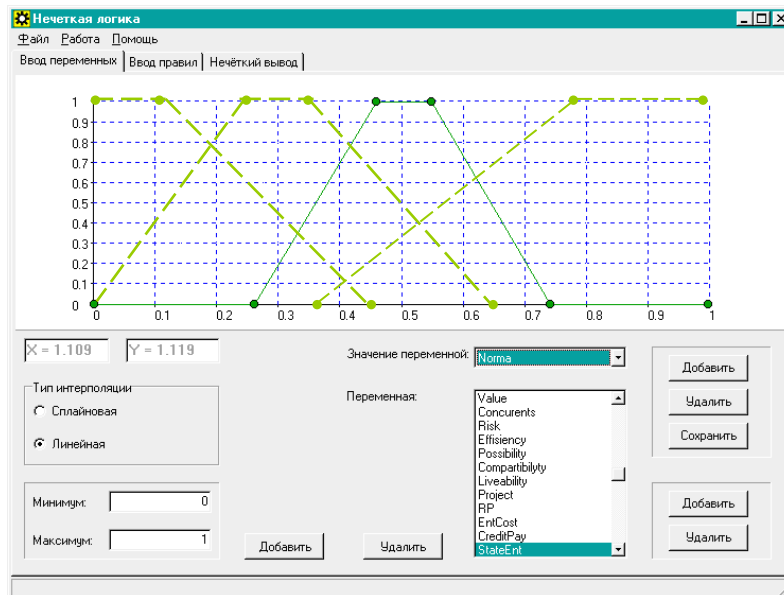 Нечеткая логика
Файл Работа Помощь
Ввод переменных Ввод правил Нечёткий вывод
1
0.9
0.8
0.7
0.6
0.5
0.4
0.3
0.2
0.1
0
0 0.1 0.2 0.3 0.4 0.5 0.6 0.7 0.8 0.9 1
X = 1.109 Y = 1.119
Значение переменной: Norma
Добавить
Удалить
Сохранить
Тип интерполяции
Сплайновая
Линейная
Переменная:
Value
Concurents
Risk
Effisiency
Possibility
Compartibilyty
Liveability
Project
RP
EntCost
CreditPay
StateEnt
Минимум: 0
Максимум: 1
Добавить Удалить
Добавить
Удалить